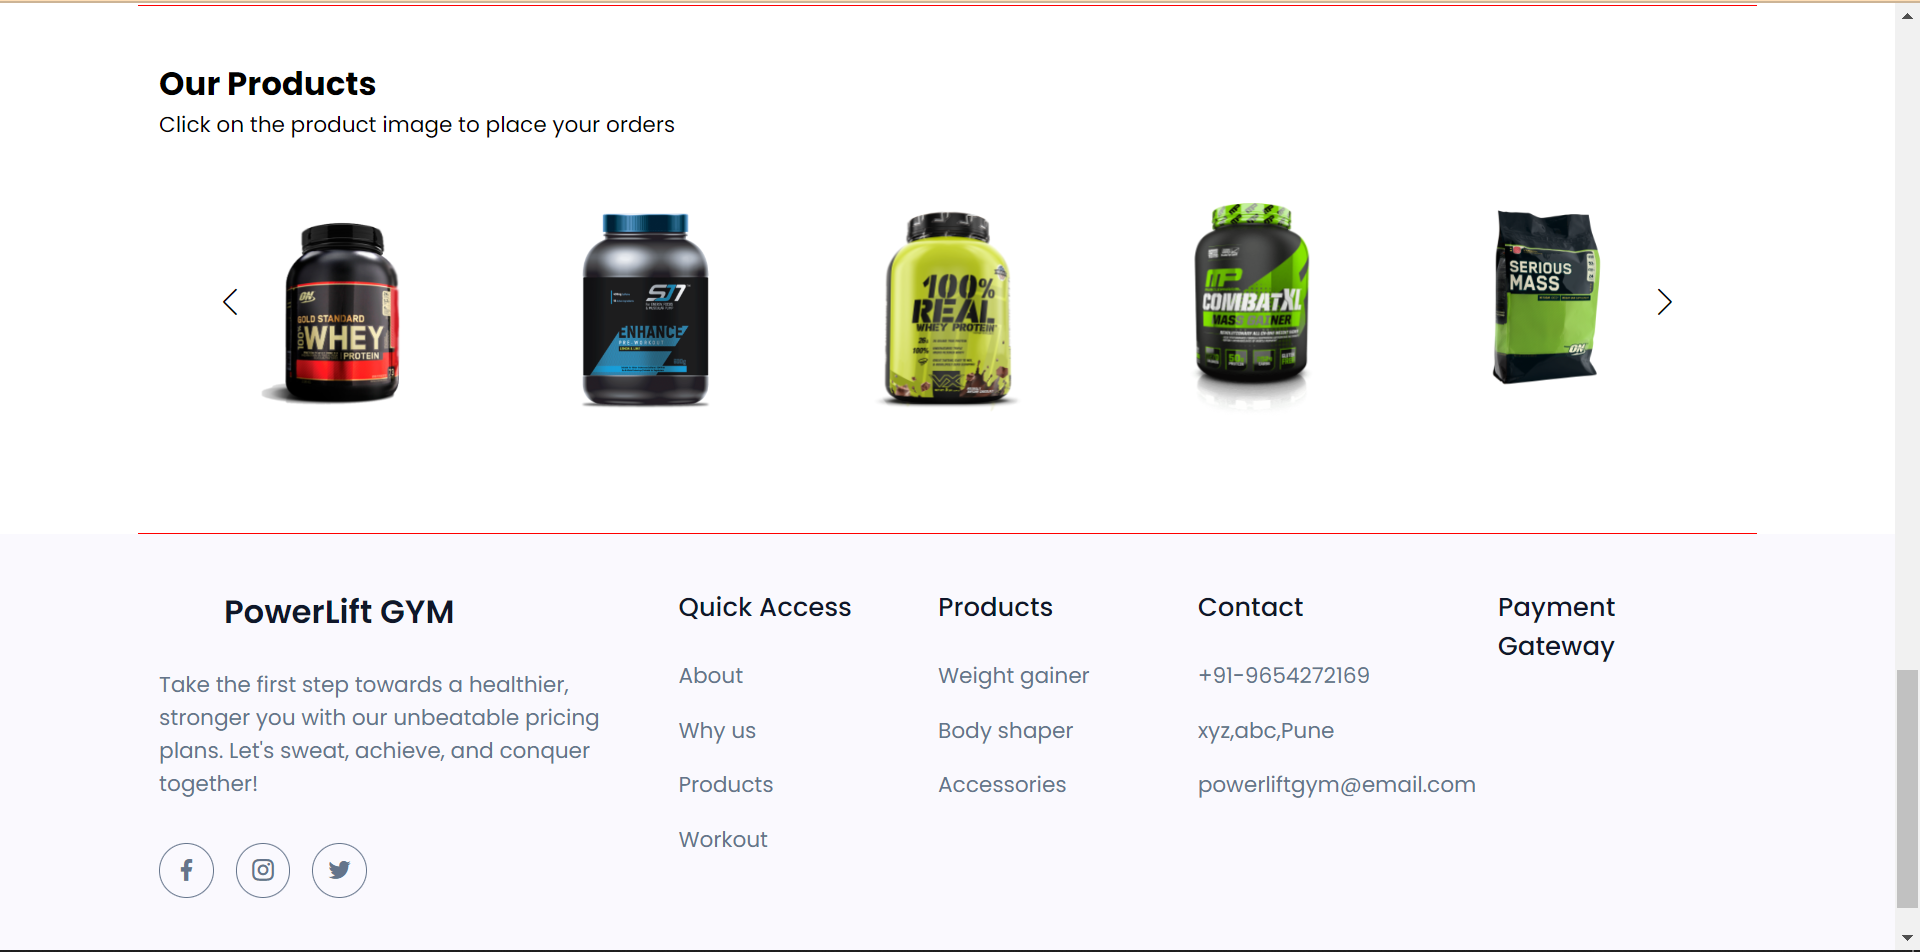 Our Products
Click on the product image to place your orders
ON
GOLD STANDARD
100%
WHEY
PROTEIN
ENHANCE
PRE-WORKOUT
100%
REAL
WHEY PROTEIN
MP
COMBAT XL
MASS GAINER
SERIOUS
MASS
ON
PowerLift GYM
Take the first step towards a healthier,
stronger you with our unbeatable pricing
plans. Let's sweat, achieve, and conquer
together!
Quick Access
About
Why us
Products
Workout
Products
Weight gainer
Body shaper
Accessories
Contact
+91-9654272169
xyz,abc,Pune
powerliftgym@email.com
Payment
Gateway